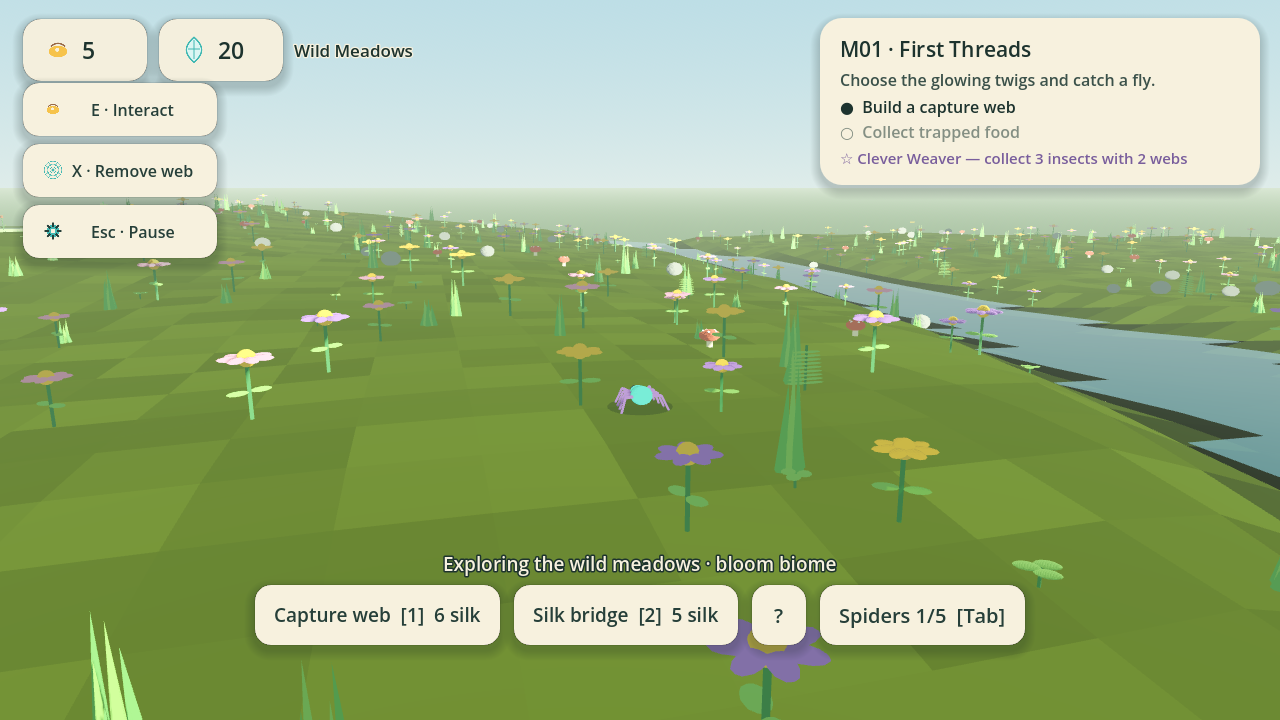 5
20
Wild Meadows
E · Interact
X · Remove web
Esc · Pause
M01 · First Threads
Choose the glowing twigs and catch a fly.
● Build a capture web
○ Collect trapped food
☆ Clever Weaver — collect 3 insects with 2 webs
Exploring the wild meadows · bloom biome
Capture web [1] 6 silk
Silk bridge [2] 5 silk
?
Spiders 1/5 [Tab]